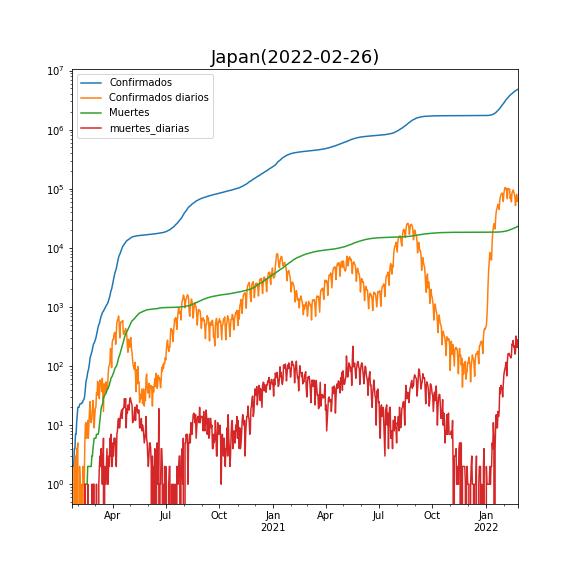 Japan(2022-02-26)
Confirmados
Confirmados diarios
Muertes
muertes_diarias
10^7
10^6
10^5
10^4
10^3
10^2
10^1
10^0
Apr Jul Oct Jan Apr Jul Oct Jan
2021 2022